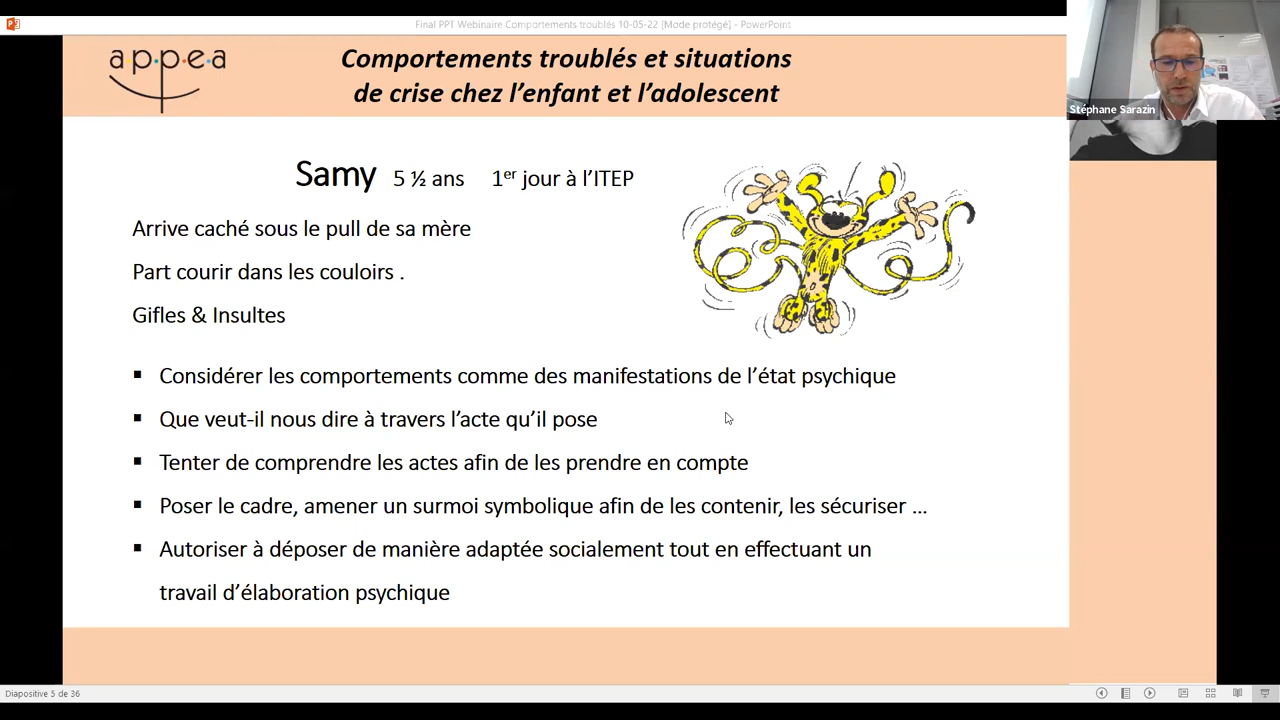 Final PPT Webinaire Comportements troublés 10-05-22 [Mode protégé] - PowerPoint
appea
Comportements troublés et situations
de crise chez l’enfant et l’adolescent
Stéphane Sarazin
Samy 5 ½ ans 1er jour à l’ITEP
Arrive caché sous le pull de sa mère
Part courir dans les couloirs .
Gifles & Insultes
▪ Considérer les comportements comme des manifestations de l’état psychique
▪ Que veut-il nous dire à travers l’acte qu’il pose
▪ Tenter de comprendre les actes afin de les prendre en compte
▪ Poser le cadre, amener un surmoi symbolique afin de les contenir, les sécuriser …
▪ Autoriser à déposer de manière adaptée socialement tout en effectuant un
travail d’élaboration psychique
Diapositive 5 de 36